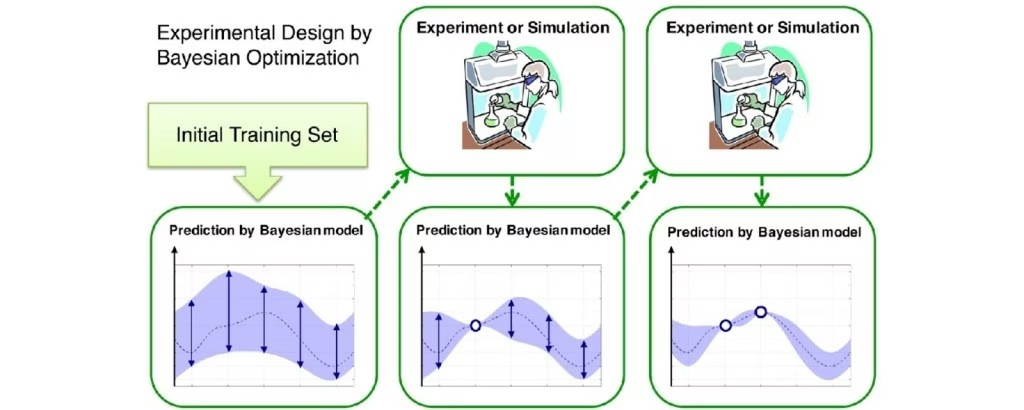 Experimental Design by
Bayesian Optimization
Initial Training Set
Experiment or Simulation
Experiment or Simulation
Prediction by Bayesian model
Prediction by Bayesian model
Prediction by Bayesian model